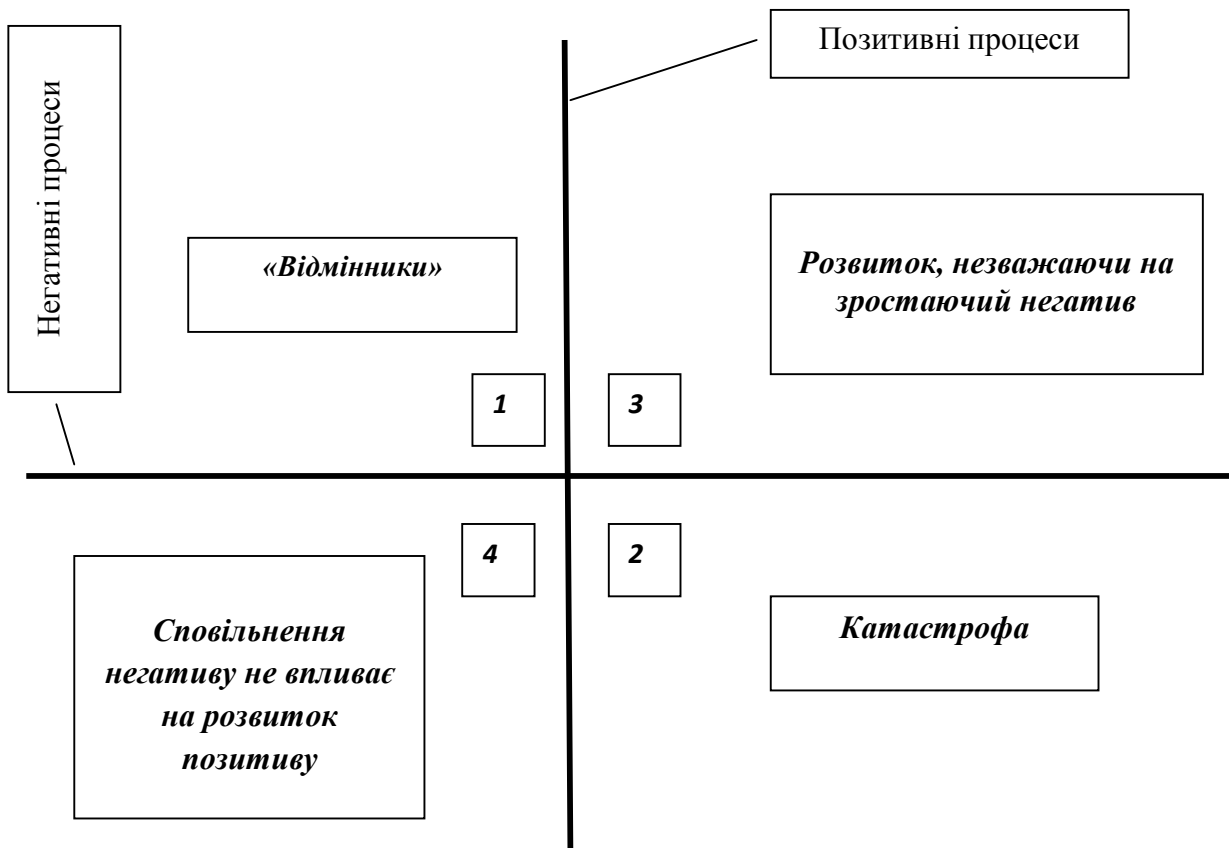 Негативні процеси
Позитивні процеси
«Відмінники»
Розвиток, незважаючи на
зростаючий негатив
1
3
4
2
Сповільнення
негативу не впливає
на розвиток
позитиву
Катастрофа